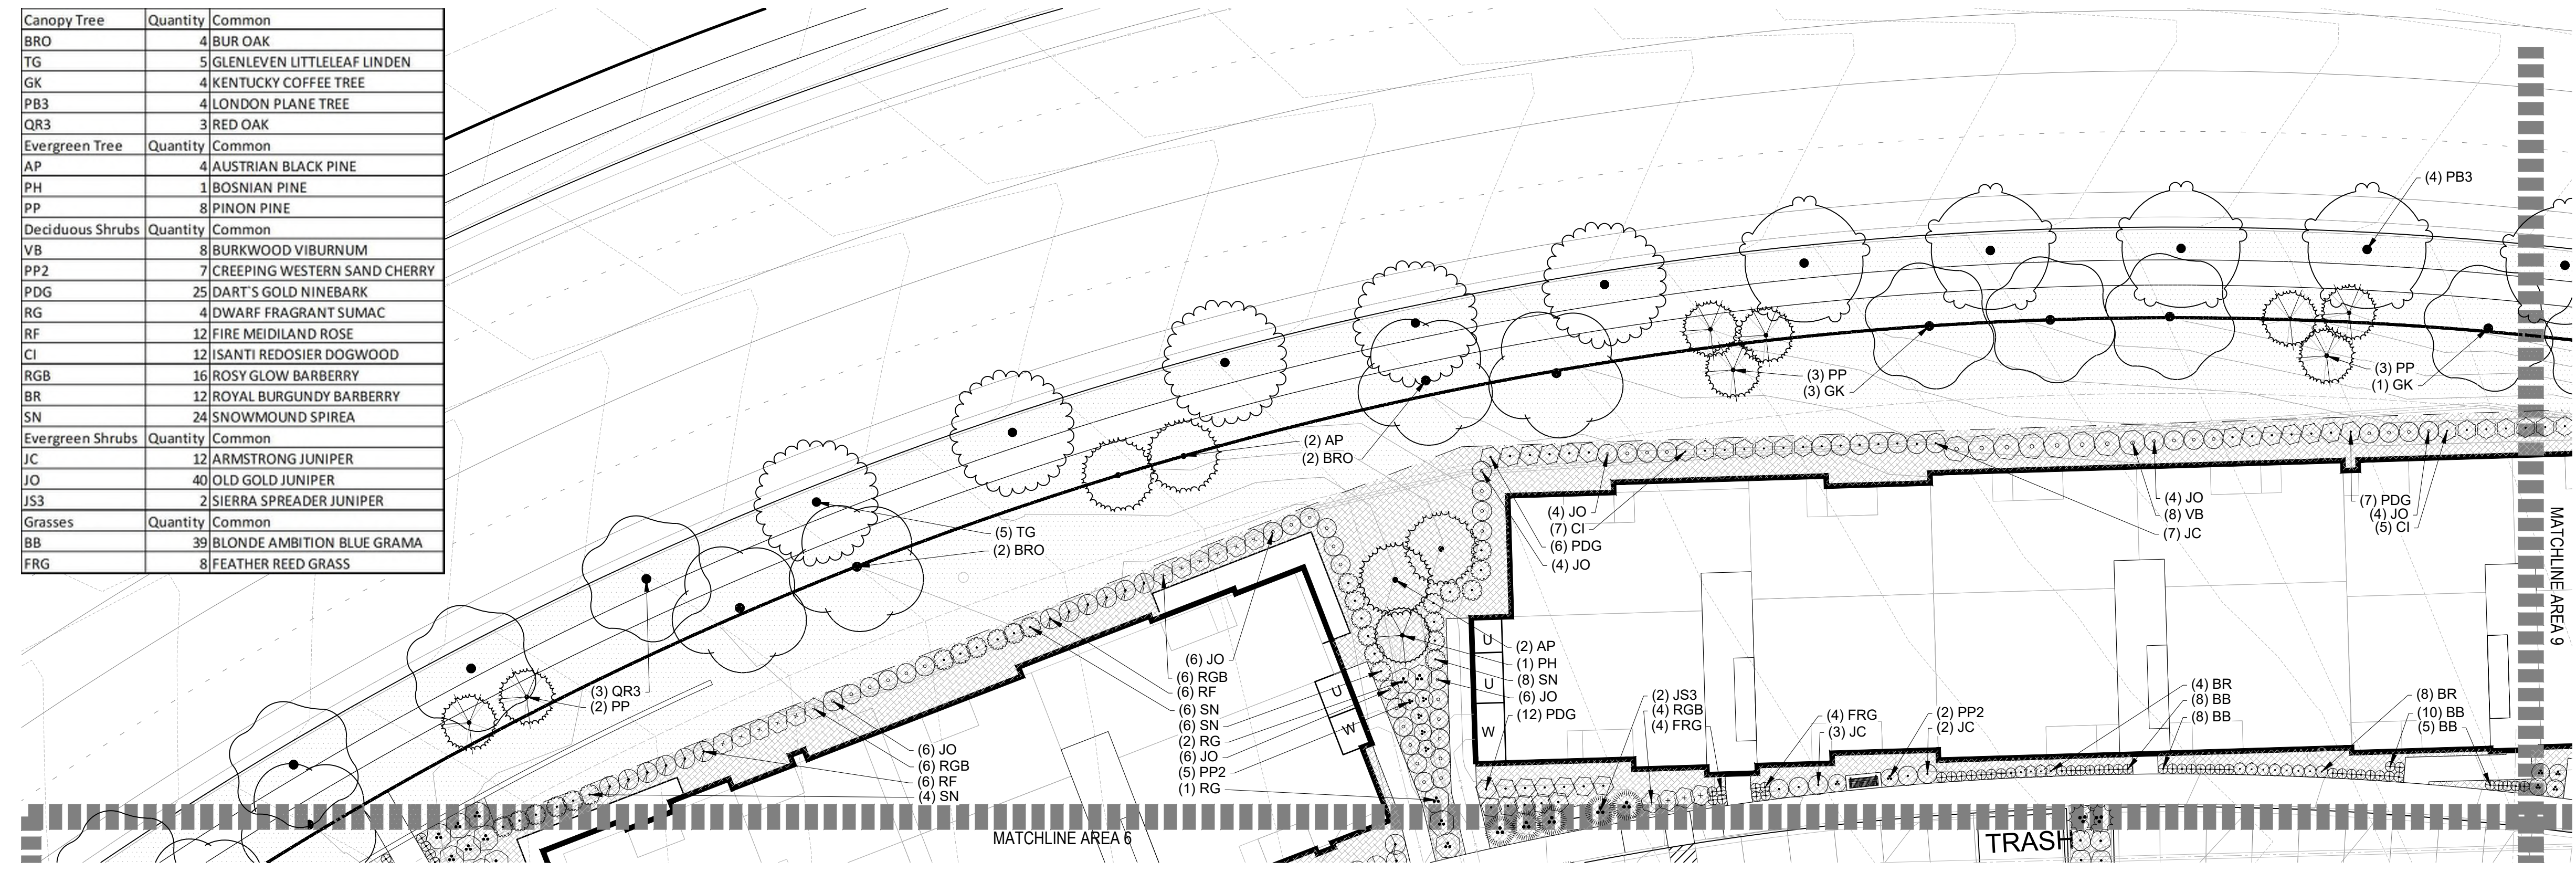 Canopy Tree Quantity Common
BRO 4 BUR OAK
TG 5 GLENLEVEN LITTLELEAF LINDEN
GK 4 KENTUCKY COFFEE TREE
PB3 4 LONDON PLANE TREE
QR3 3 RED OAK
Evergreen Tree Quantity Common
AP 4 AUSTRIAN BLACK PINE
PH 1 BOSNIAN PINE
PP 8 PINON PINE
Deciduous Shrubs Quantity Common
VB 8 BURKWOOD VIBURNUM
PP2 7 CREEPING WESTERN SAND CHERRY
PDG 25 DART`S GOLD NINEBARK
RG 4 DWARF FRAGRANT SUMAC
RF 12 FIRE MEIDILAND ROSE
CI 12 ISANTI REDOSIER DOGWOOD
RGB 16 ROSY GLOW BARBERRY
BR 12 ROYAL BURGUNDY BARBERRY
SN 24 SNOWMOUND SPIREA
Evergreen Shrubs Quantity Common
JC 12 ARMSTRONG JUNIPER
JO 40 OLD GOLD JUNIPER
JS3 2 SIERRA SPREADER JUNIPER
Grasses Quantity Common
BB 39 BLONDE AMBITION BLUE GRAMA
FRG 8 FEATHER REED GRASS
(4) PB3
(3) PP
(3) GK
(3) PP
(1) GK
(2) AP
(2) BRO
(5) TG
(2) BRO
(3) QR3
(2) PP
(4) JO
(7) CI
(6) PDG
(4) JO
(4) JO
(8) VB
(7) JC
(7) PDG
(4) JO
(5) CI
MATCHLINE AREA 9
(6) JO
(6) RGB
(6) RF
(6) SN
(6) SN
(2) RG
(6) JO
(5) PP2
(1) RG
U
W
U
U
W
(2) AP
(1) PH
(8) SN
(6) JO
(12) PDG
(6) JO
(6) RGB
(6) RF
(4) SN
(2) JS3
(4) RGB
(4) FRG
(4) FRG
(3) JC
(2) PP2
(2) JC
(4) BR
(8) BB
(8) BB
(8) BR
(10) BB
(5) BB
MATCHLINE AREA 6
TRASH